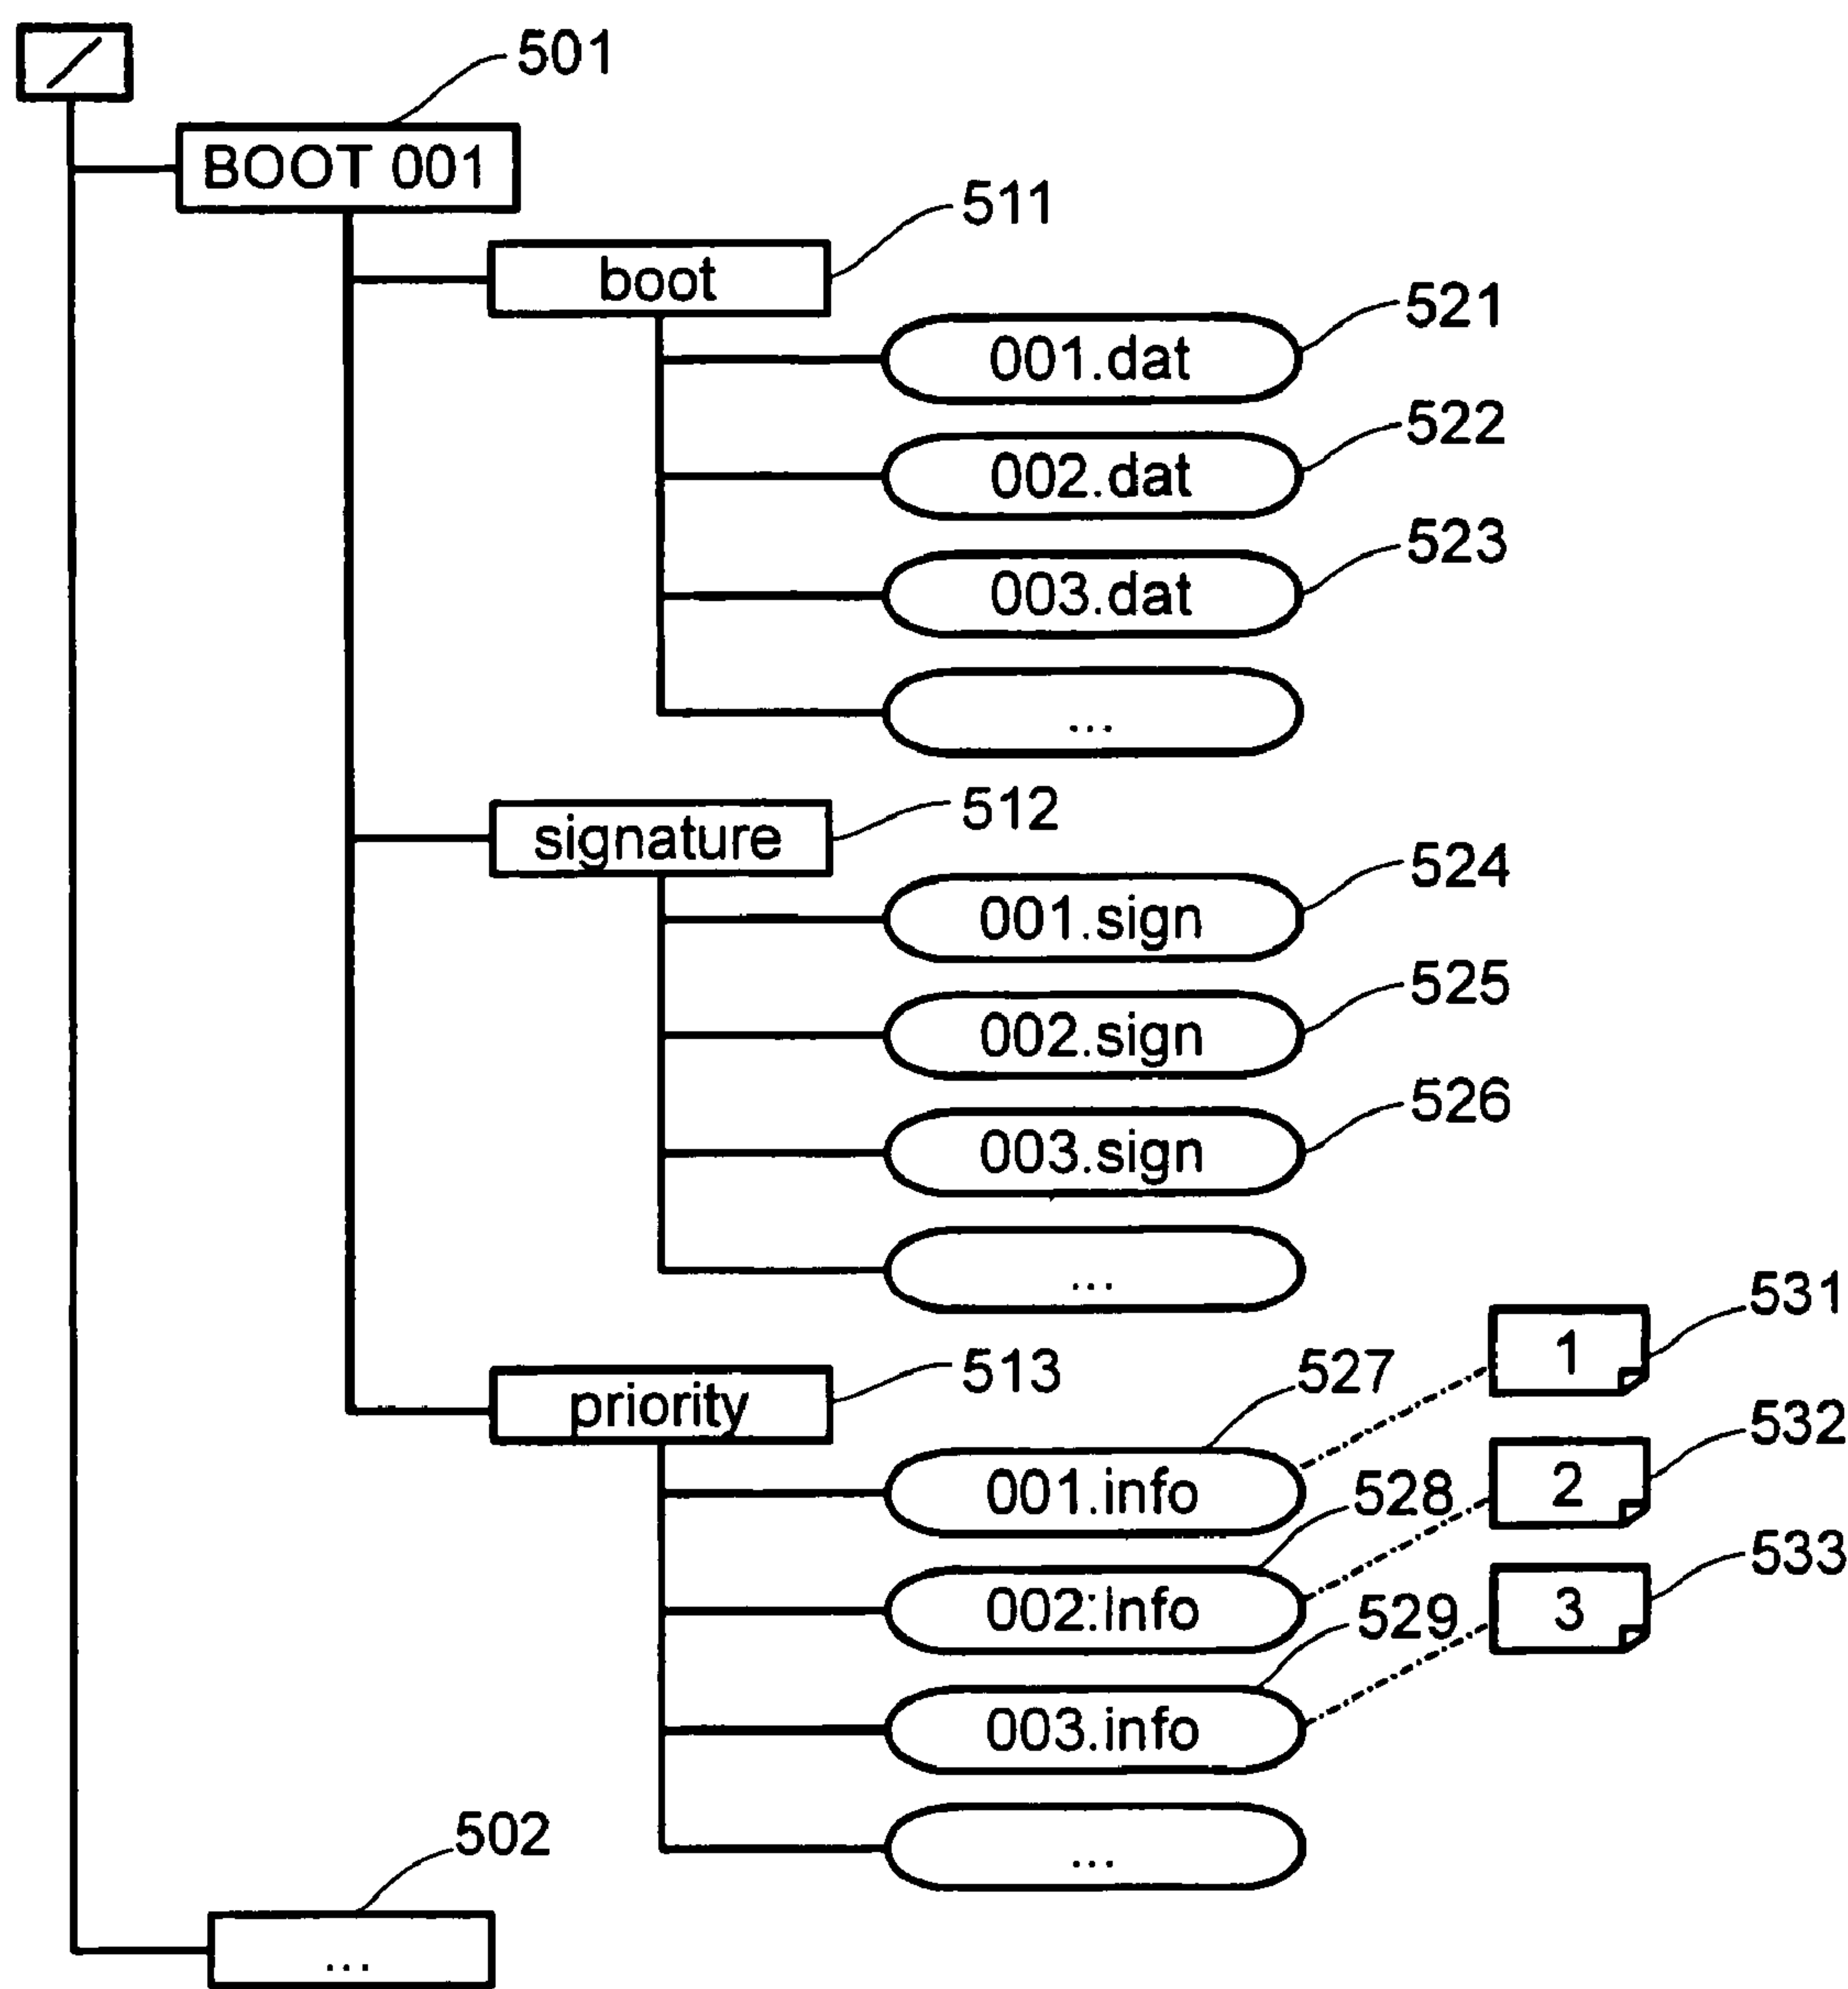 /
501
BOOT 001
511
boot
521
001.dat
522
002.dat
523
003.dat
...
512
signature
524
001.sign
525
002.sign
526
003.sign
...
531
1
513
527
priority
532
001.info
528
2
533
002:info
529
3
003.info
...
502
...